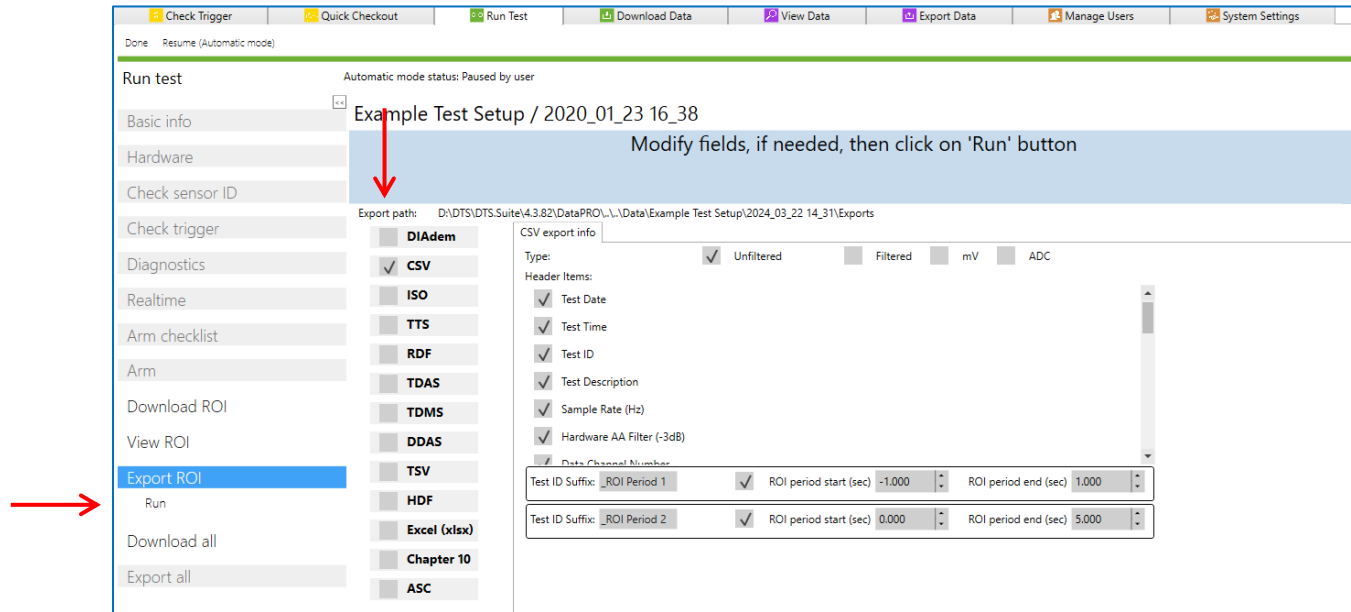 Check Trigger Quick Checkout Run Test Download Data View Data Export Data Manage Users System Settings
Done Resume (Automatic mode)
Run test
Automatic mode status: Paused by user
<<
Example Test Setup / 2020_01_23 16_38
Modify fields, if needed, then click on 'Run' button
Basic info
Hardware
Check sensor ID
Check trigger
Diagnostics
Realtime
Arm checklist
Arm
Download ROI
View ROI
Export ROI
Run
Download all
Export all
Export path: D:\DTS\DTS.Suite\4.3.82\DataPRO\..\..\Data\Example Test Setup\2024_03_22 14_31\Exports
DIAdem
CSV
ISO
TTS
RDF
TDAS
TDMS
DDAS
TSV
HDF
Excel (xlsx)
Chapter 10
ASC
CSV export info
Type: Unfiltered Filtered mV ADC
Header Items:
Test Date
Test Time
Test ID
Test Description
Sample Rate (Hz)
Hardware AA Filter (-3dB)
Data Channel Number
Test ID Suffix: _ROI Period 1 ROI period start (sec) -1.000 ROI period end (sec) 1.000
Test ID Suffix: _ROI Period 2 ROI period start (sec) 0.000 ROI period end (sec) 5.000